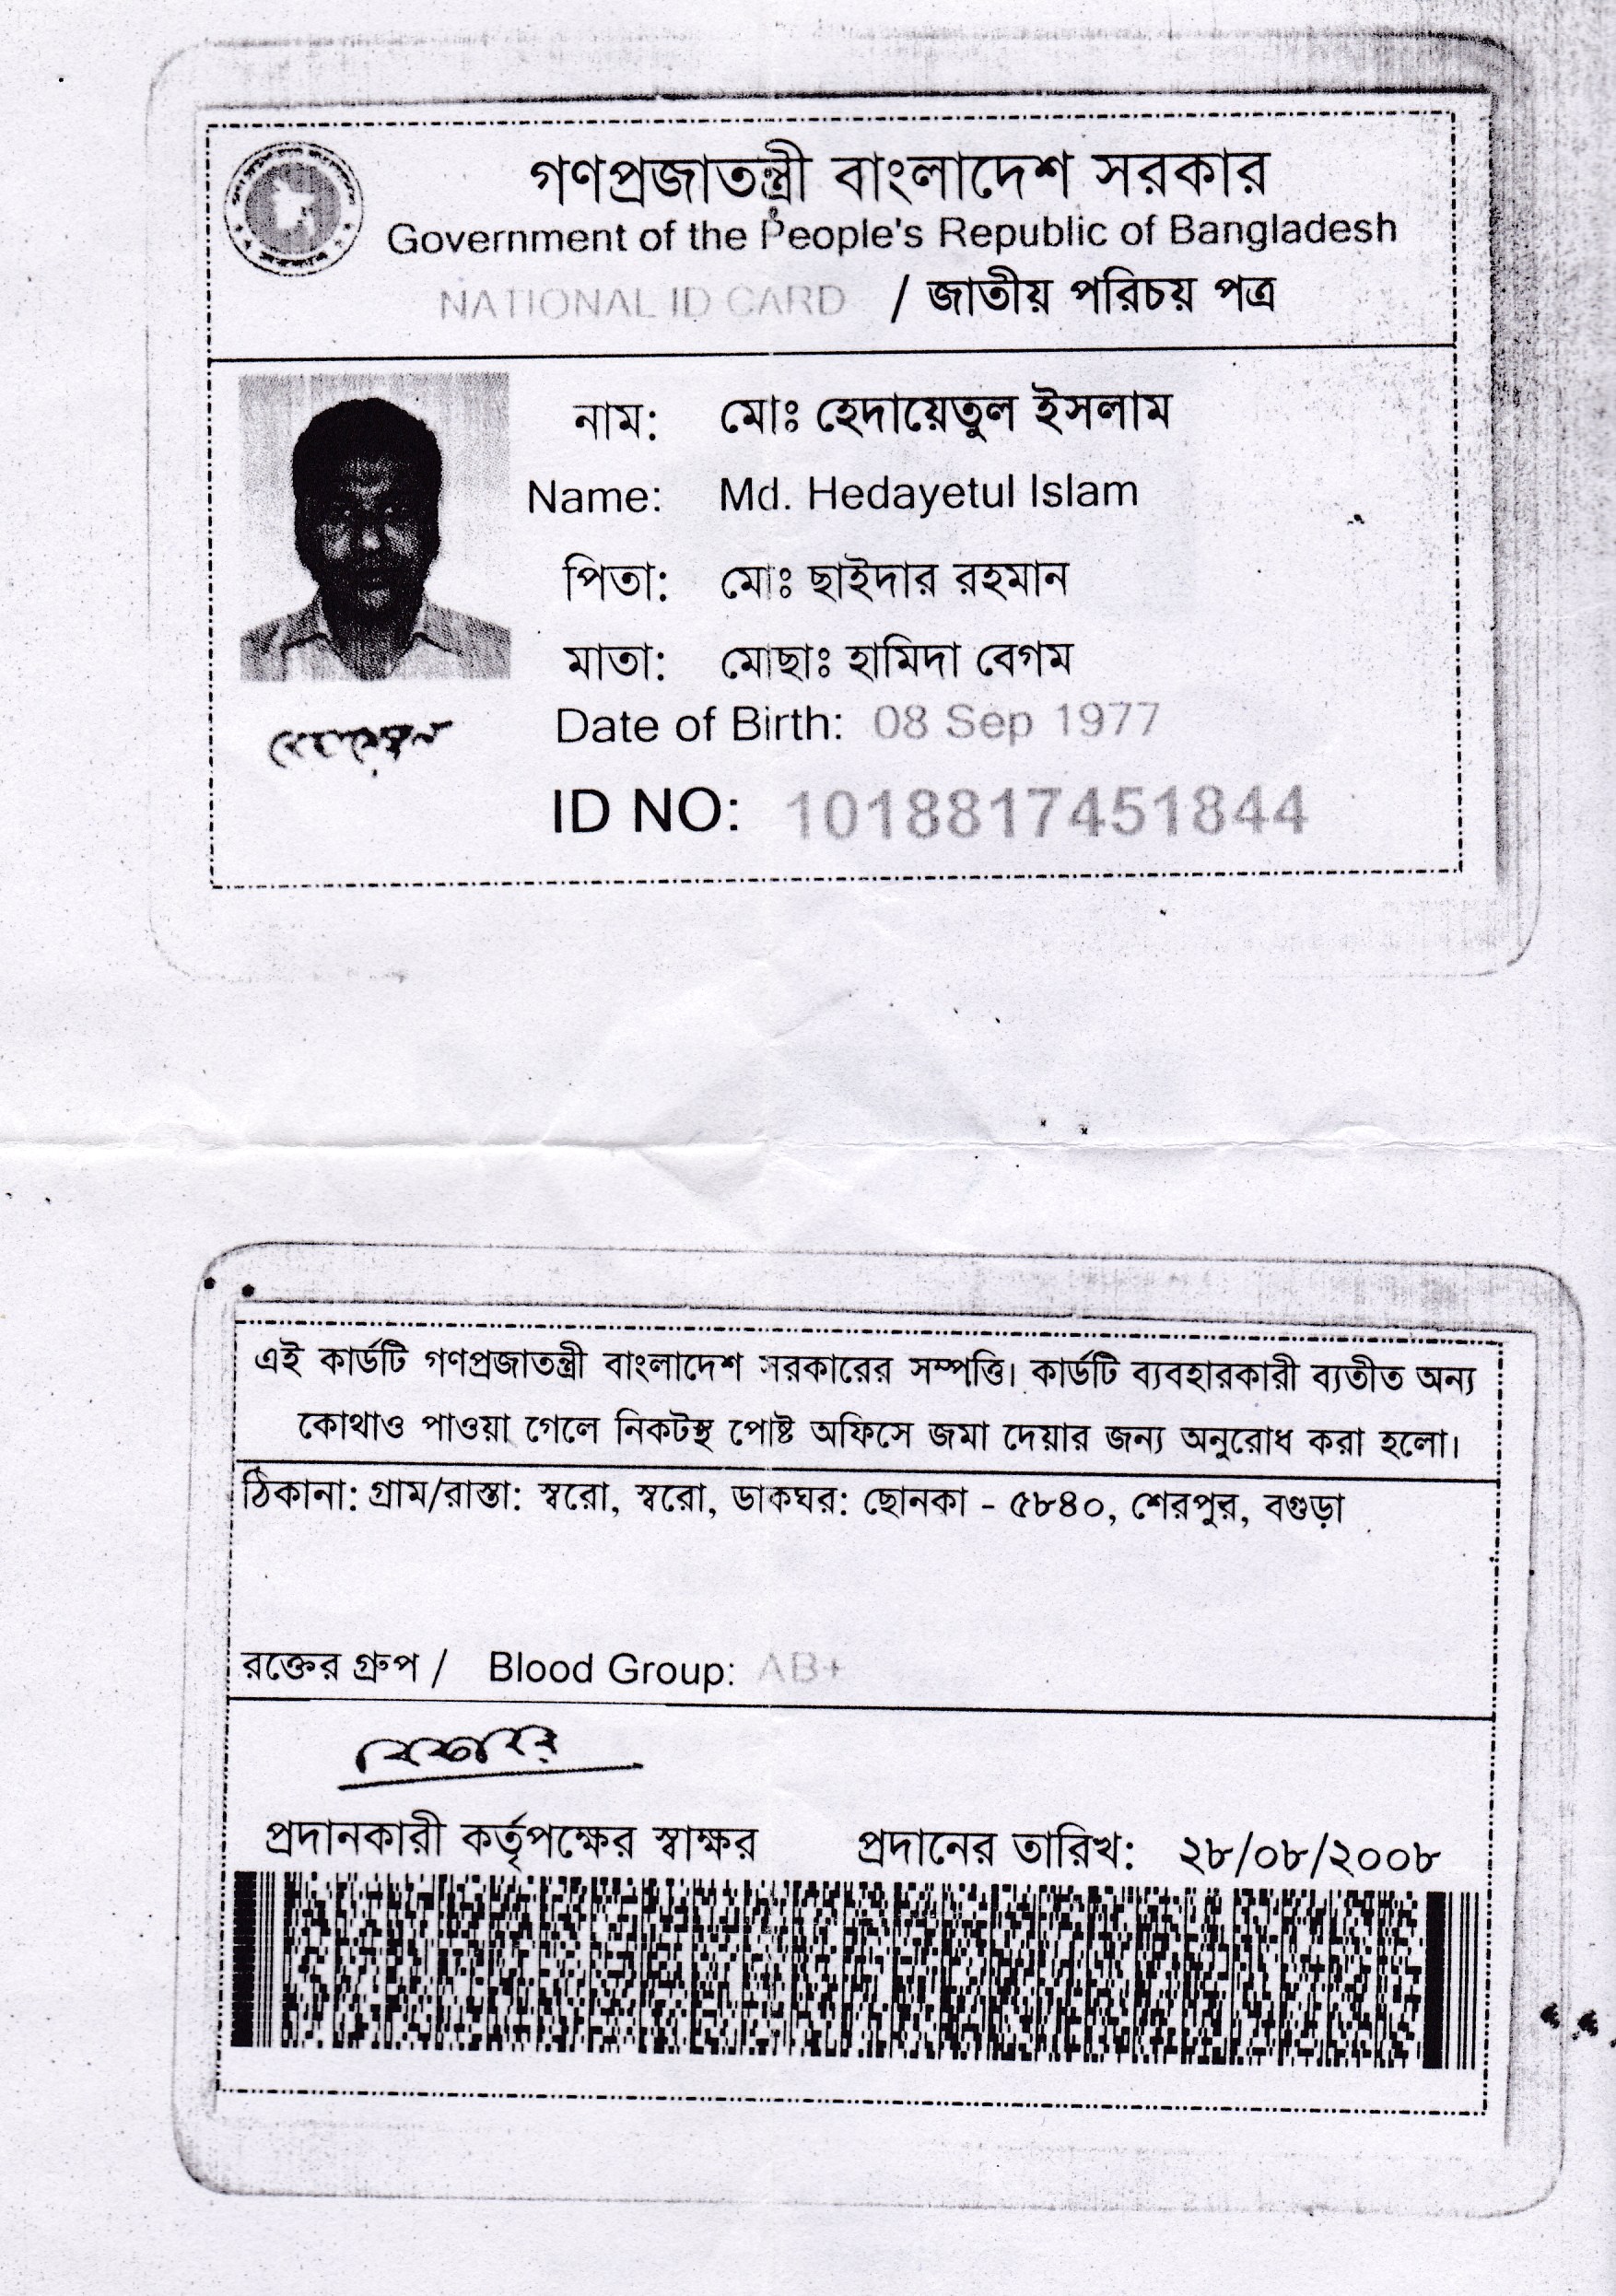 গণপ্রজাতন্ত্রী বাংলাদেশ সরকার
Government of the People's Republic of Bangladesh
NATIONAL ID CARD / জাতীয় পরিচয় পত্র
নাম: মোঃ হেদায়েতুল ইসলাম
Name: Md. Hedayetul Islam
পিতা: মোঃ ছাইদার রহমান
মাতা: মোছাঃ হামিদা বেগম
Date of Birth: 08 Sep 1977
ID NO: 1018817451844
এই কার্ডটি গণপ্রজাতন্ত্রী বাংলাদেশ সরকারের সম্পত্তি। কার্ডটি ব্যবহারকারী ব্যতীত অন্য
কোথাও পাওয়া গেলে নিকটস্থ পোষ্ট অফিসে জমা দেয়ার জন্য অনুরোধ করা হলো।
ঠিকানা: গ্রাম/রাস্তা: স্বরো, স্বরো, ডাকঘর: ছোনকা - ৫৮৪০, শেরপুর, বগুড়া
রক্তের গ্রুপ / Blood Group: AB+
প্রদানকারী কর্তৃপক্ষের স্বাক্ষর প্রদানের তারিখ: ২৮/০৮/২০০৮